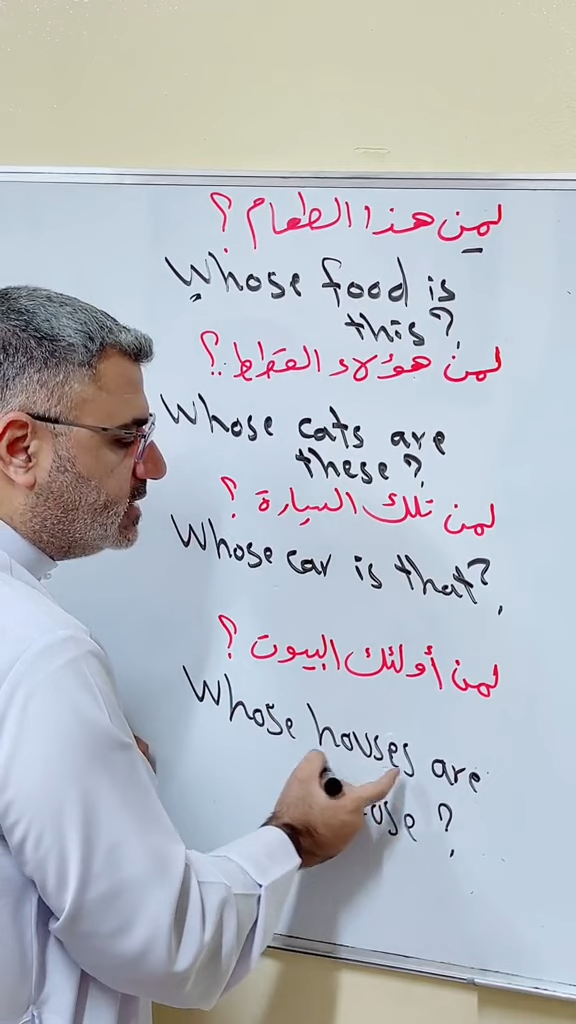 لمن هذا الطعام ؟
Whose food is
this?
لمن هؤلاء القطط ؟
Whose cats are
these?
لمن تلك السيارة ؟
Whose car is that?
لمن أولئك البيوت ؟
Whose houses are
?